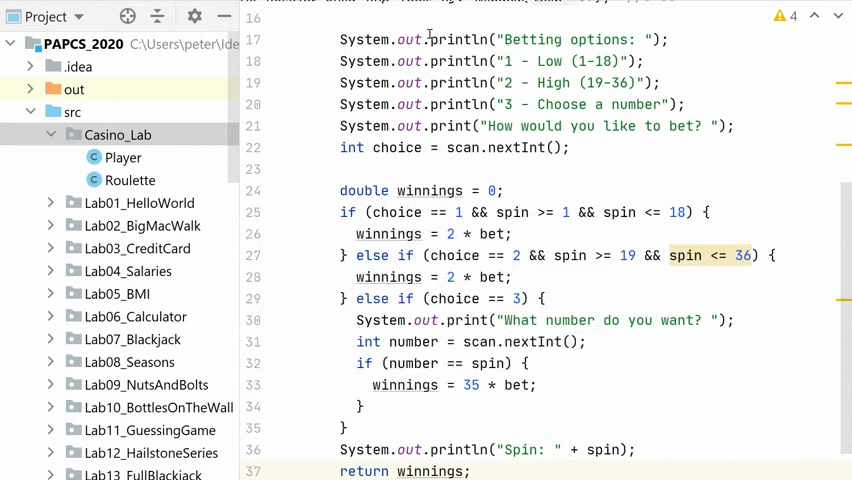 Project
PAPCS_2020 C:\Users\peter\Ide
.idea
out
src
Casino_Lab
Player
Roulette
Lab01_HelloWorld
Lab02_BigMacWalk
Lab03_CreditCard
Lab04_Salaries
Lab05_BMI
Lab06_Calculator
Lab07_Blackjack
Lab08_Seasons
Lab09_NutsAndBolts
Lab10_BottlesOnTheWall
Lab11_GuessingGame
Lab12_HailstoneSeries
Lab13_FullBlackjack
4
16
17 System.out.println("Betting options: ");
18 System.out.println("1 - Low (1-18)");
19 System.out.println("2 - High (19-36)");
20 System.out.println("3 - Choose a number");
21 System.out.print("How would you like to bet? ");
22 int choice = scan.nextInt();
23
24 double winnings = 0;
25 if (choice == 1 && spin >= 1 && spin <= 18) {
26 winnings = 2 * bet;
27 } else if (choice == 2 && spin >= 19 && spin <= 36) {
28 winnings = 2 * bet;
29 } else if (choice == 3) {
30 System.out.print("What number do you want? ");
31 int number = scan.nextInt();
32 if (number == spin) {
33 winnings = 35 * bet;
34 }
35 }
36 System.out.println("Spin: " + spin);
37 return winnings;